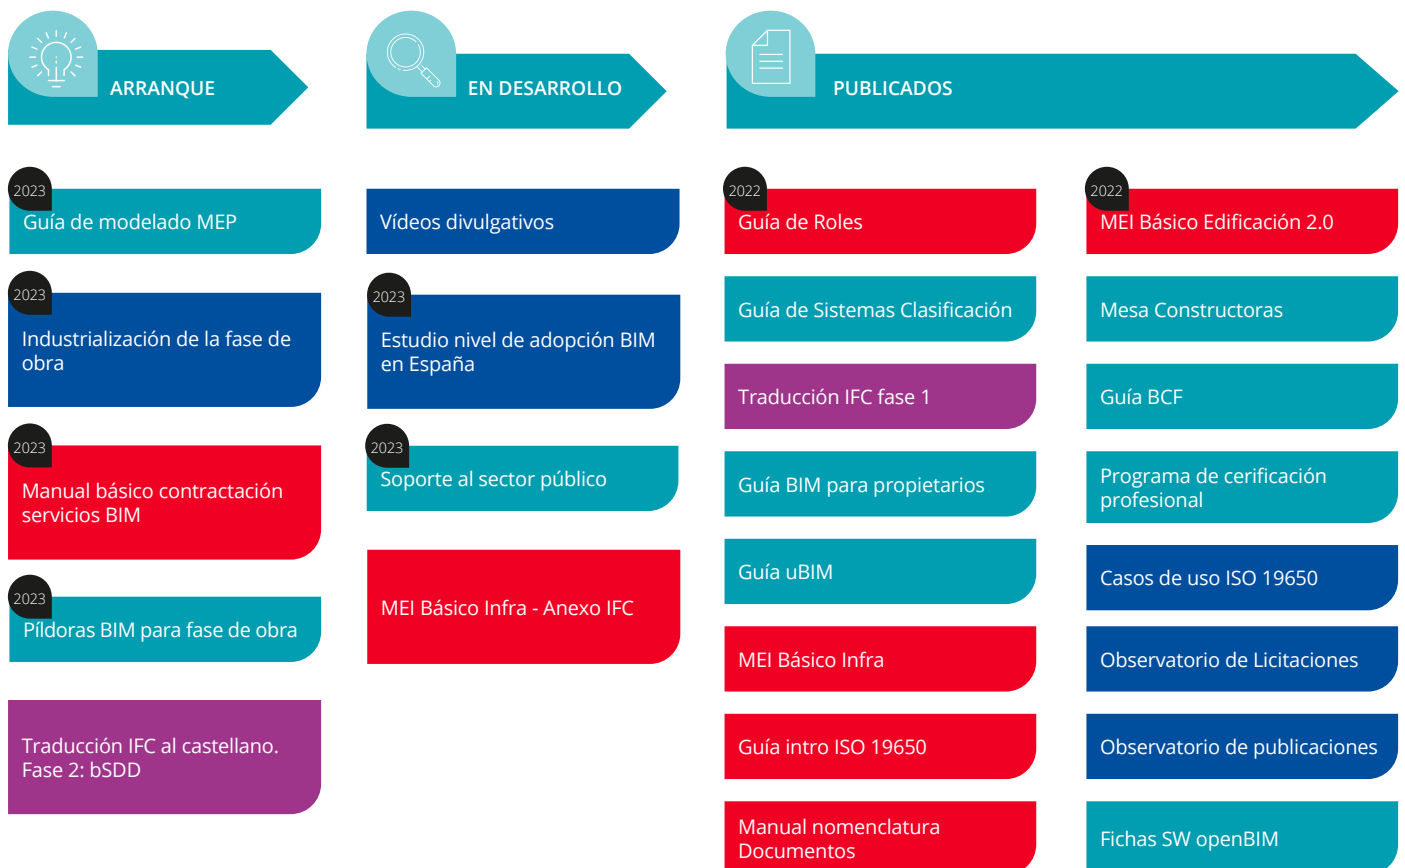 ARRANQUE
2023
Guía de modelado MEP
2023
Industrialización de la fase de
obra
2023
Manual básico contractación
servicios BIM
2023
Píldoras BIM para fase de obra
Traducción IFC al castellano.
Fase 2: bSDD
EN DESARROLLO
Vídeos divulgativos
2023
Estudio nivel de adopción BIM
en España
2023
Soporte al sector público
MEI Básico Infra - Anexo IFC
PUBLICADOS
2022
Guía de Roles
Guía de Sistemas Clasificación
Traducción IFC fase 1
Guía BIM para propietarios
Guía uBIM
MEI Básico Infra
Guía intro ISO 19650
Manual nomenclatura
Documentos
2022
MEI Básico Edificación 2.0
Mesa Constructoras
Guía BCF
Programa de cerificación
profesional
Casos de uso ISO 19650
Observatorio de Licitaciones
Observatorio de publicaciones
Fichas SW openBIM